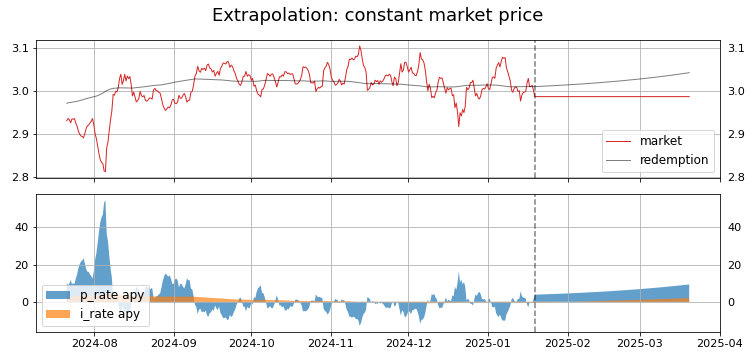 Extrapolation: constant market price
3.1
3.1
3.0
3.0
2.9
2.9
2.8
2.8
market
redemption
40
40
20
20
0
0
p_rate apy
i_rate apy
2024-08 2024-09 2024-10 2024-11 2024-12 2025-01 2025-02 2025-03 2025-04